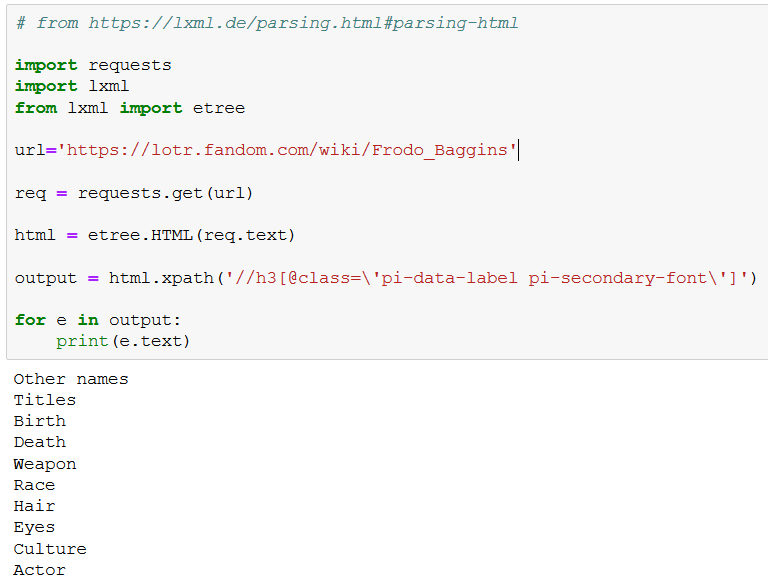 # from https://lxml.de/parsing.html#parsing-html
import requests
import lxml
from lxml import etree
url='https://lotr.fandom.com/wiki/Frodo_Baggins'
req = requests.get(url)
html = etree.HTML(req.text)
output = html.xpath('//h3[@class=\'pi-data-label pi-secondary-font\']')
for e in output:
    print(e.text)
Other names
Titles
Birth
Death
Weapon
Race
Hair
Eyes
Culture
Actor